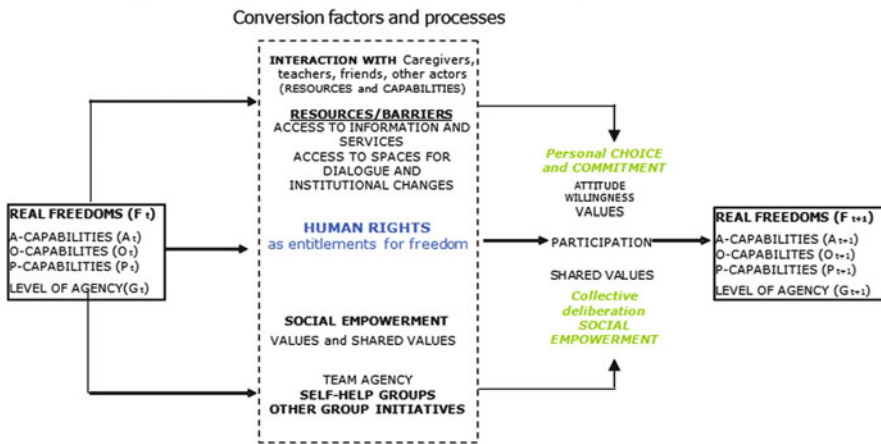 Conversion factors and processes
INTERACTION WITH Caregivers,
teachers, friends, other actors
(RESOURCES and CAPABILITIES)
RESOURCES/BARRIERS
ACCESS TO INFORMATION AND
SERVICES
ACCESS TO SPACES FOR
DIALOGUE AND
INSTITUTIONAL CHANGES
HUMAN RIGHTS
as entitlements for freedom
SOCIAL EMPOWERMENT
VALUES and SHARED VALUES
TEAM AGENCY
SELF-HELP GROUPS
OTHER GROUP INITIATIVES
REAL FREEDOMS (F t)
A-CAPABILITIES (A t)
O-CAPABILITES (O t)
P-CAPABILITIES (P t)
LEVEL OF AGENCY(G t)
Personal CHOICE
and COMMITMENT
ATTITUDE
WILLINGNESS
VALUES
PARTICIPATION
SHARED VALUES
Collective
deliberation
SOCIAL
EMPOWERMENT
REAL FREEDOMS (F t+1)
A-CAPABILITIES (A t+1)
O-CAPABILITES (O t+1)
P-CAPABILITIES (P t+1)
LEVEL OF AGENCY (G t+1)